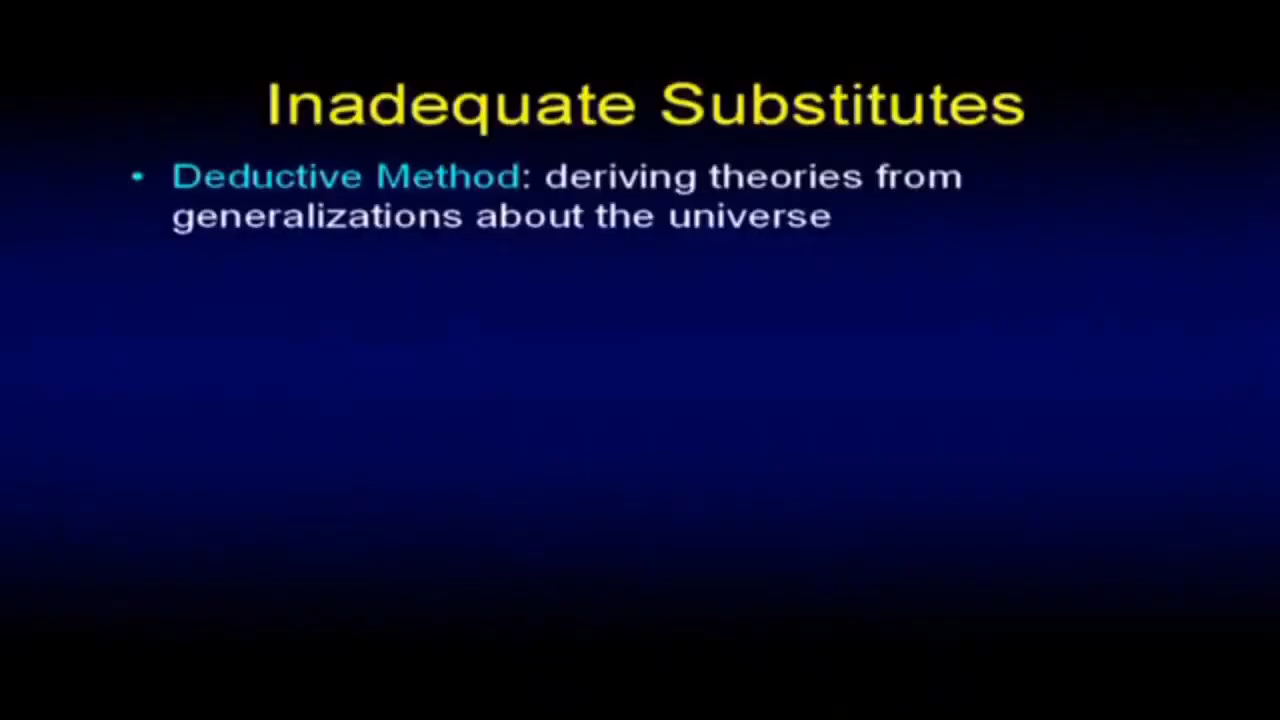 Inadequate Substitutes
• Deductive Method: deriving theories from
generalizations about the universe